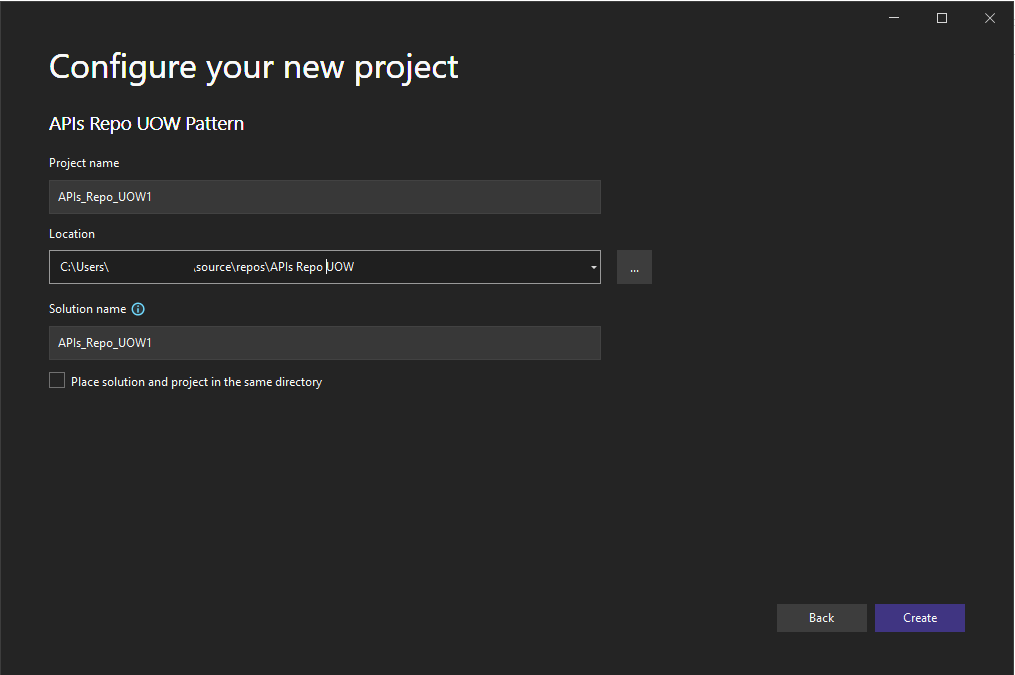 Configure your new project
APIs Repo UOW Pattern
Project name
APIs_Repo_UOW1
Location
C:\Users\ .source\repos\APIs Repo UOW
...
Solution name
APIs_Repo_UOW1
Place solution and project in the same directory
Back Create